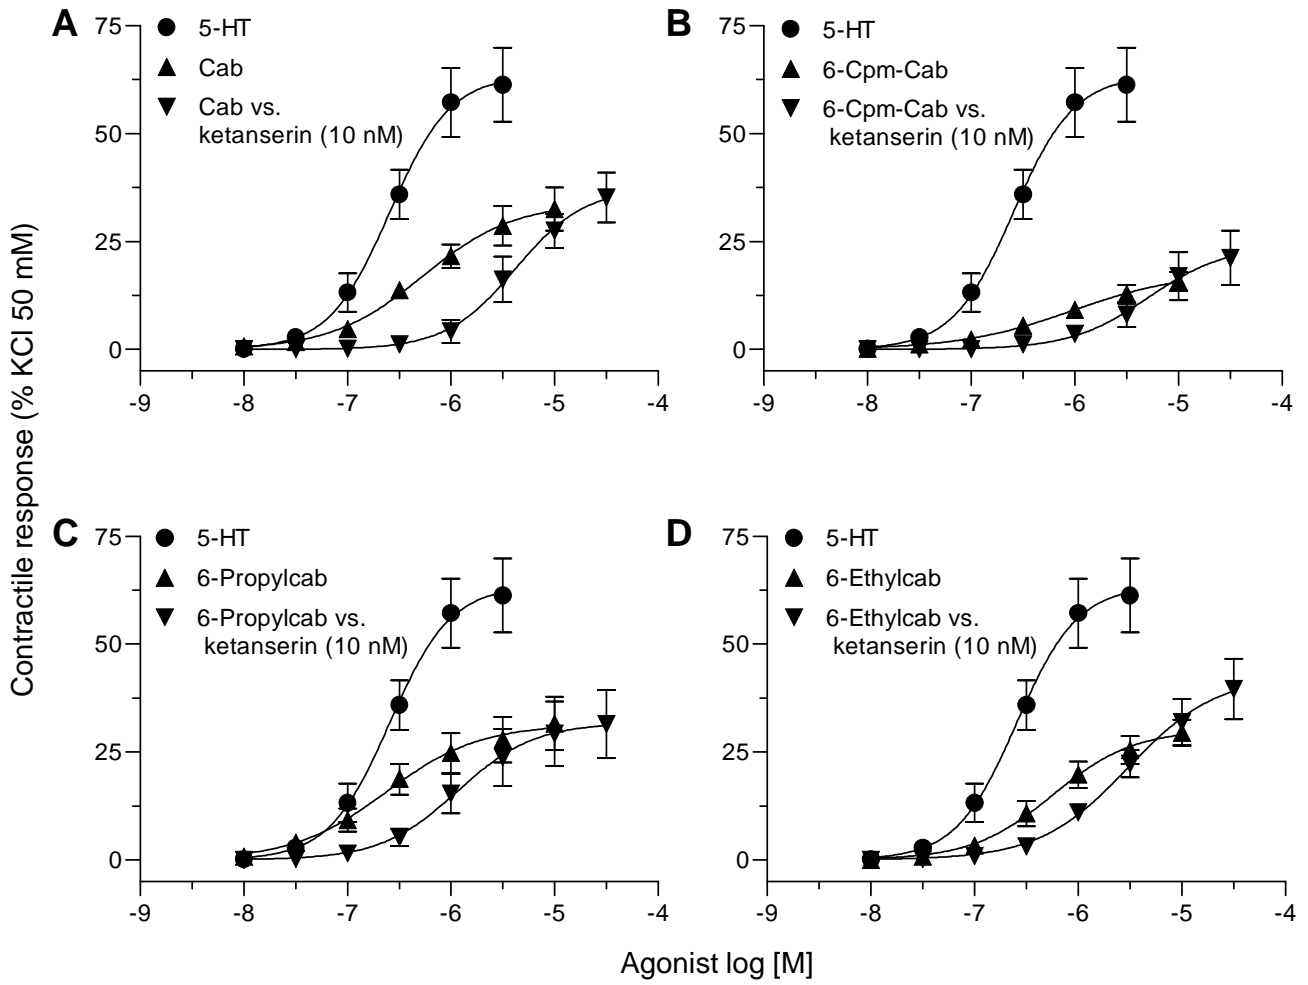 Contractile response (% KCl 50 mM)
A
75
50
25
0
5-HT
Cab
Cab vs.
ketanserin (10 nM)
-9
-8
-7
-6
-5
-4
B
75
50
25
0
5-HT
6-Cpm-Cab
6-Cpm-Cab vs.
ketanserin (10 nM)
-9
-8
-7
-6
-5
-4
C
75
50
25
0
5-HT
6-Propylcab
6-Propylcab vs.
ketanserin (10 nM)
-9
-8
-7
-6
-5
-4
D
75
50
25
0
5-HT
6-Ethylcab
6-Ethylcab vs.
ketanserin (10 nM)
-9
-8
-7
-6
-5
-4
Agonist log [M]